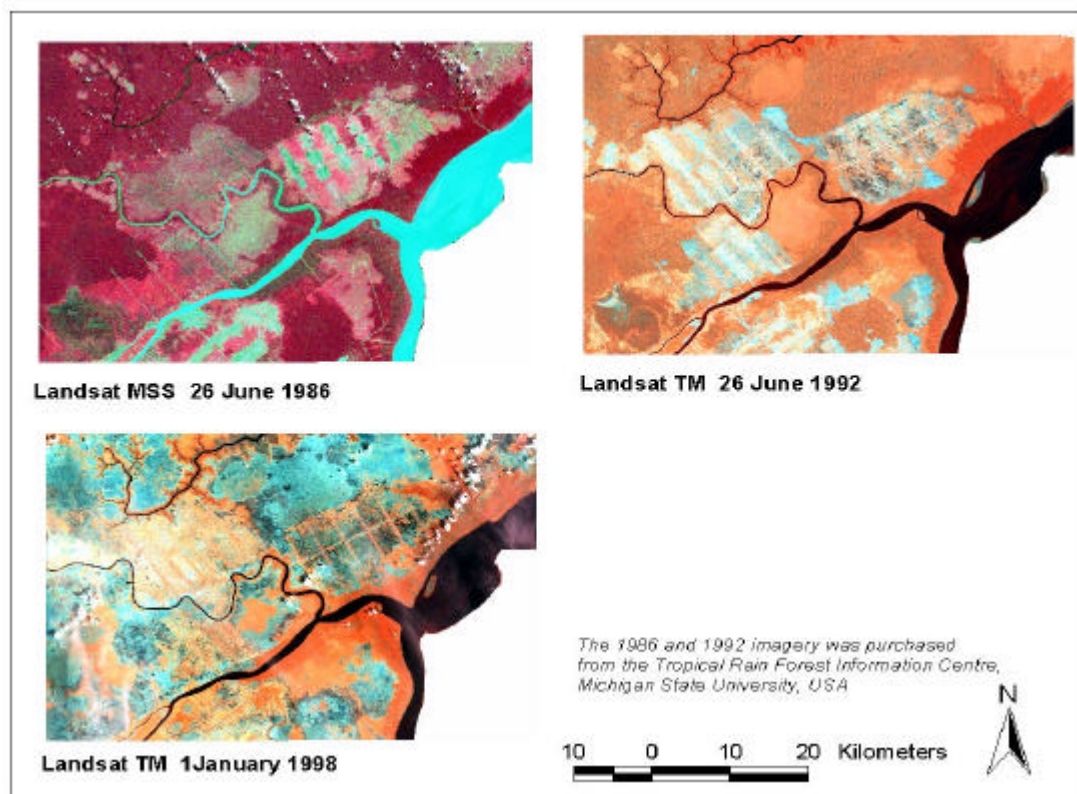 Landsat MSS 26 June 1986
Landsat TM 26 June 1992
Landsat TM 1January 1998
The 1986 and 1992 imagery was purchased
from the Tropical Rain Forest Information Centre,
Michigan State University, USA
N
10 0 10 20 Kilometers